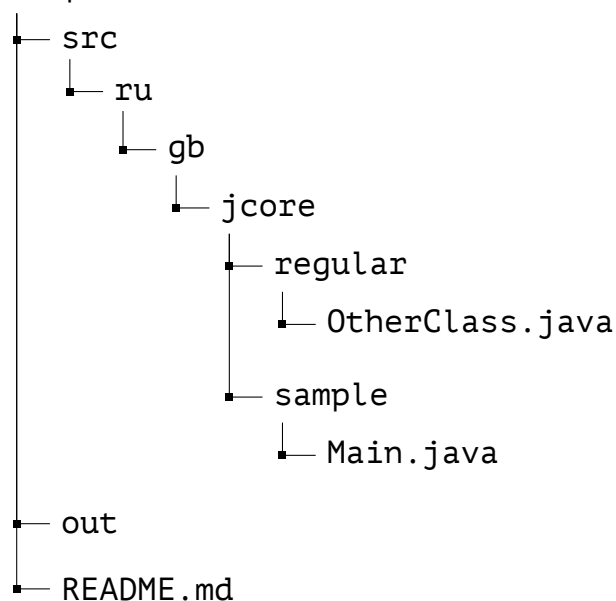 src
ru
gb
jcore
regular
OtherClass.java
sample
Main.java
out
README.md